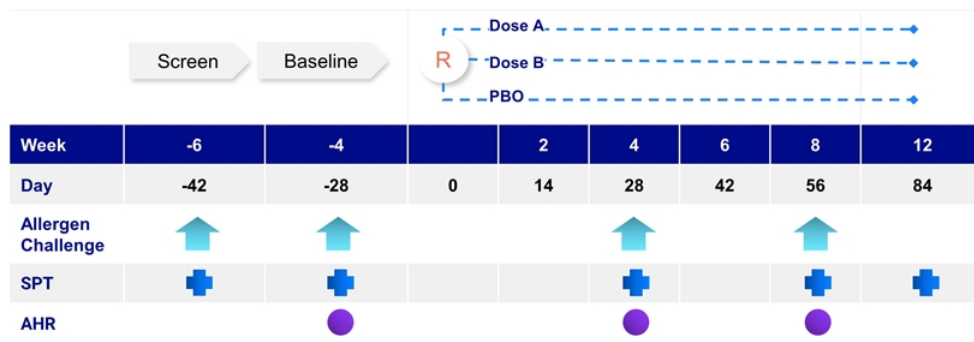 Dose A
Screen Baseline R Dose B
PBO
Week -6 -4 2 4 6 8 12
Day -42 -28 0 14 28 42 56 84
Allergen
Challenge
SPT
AHR